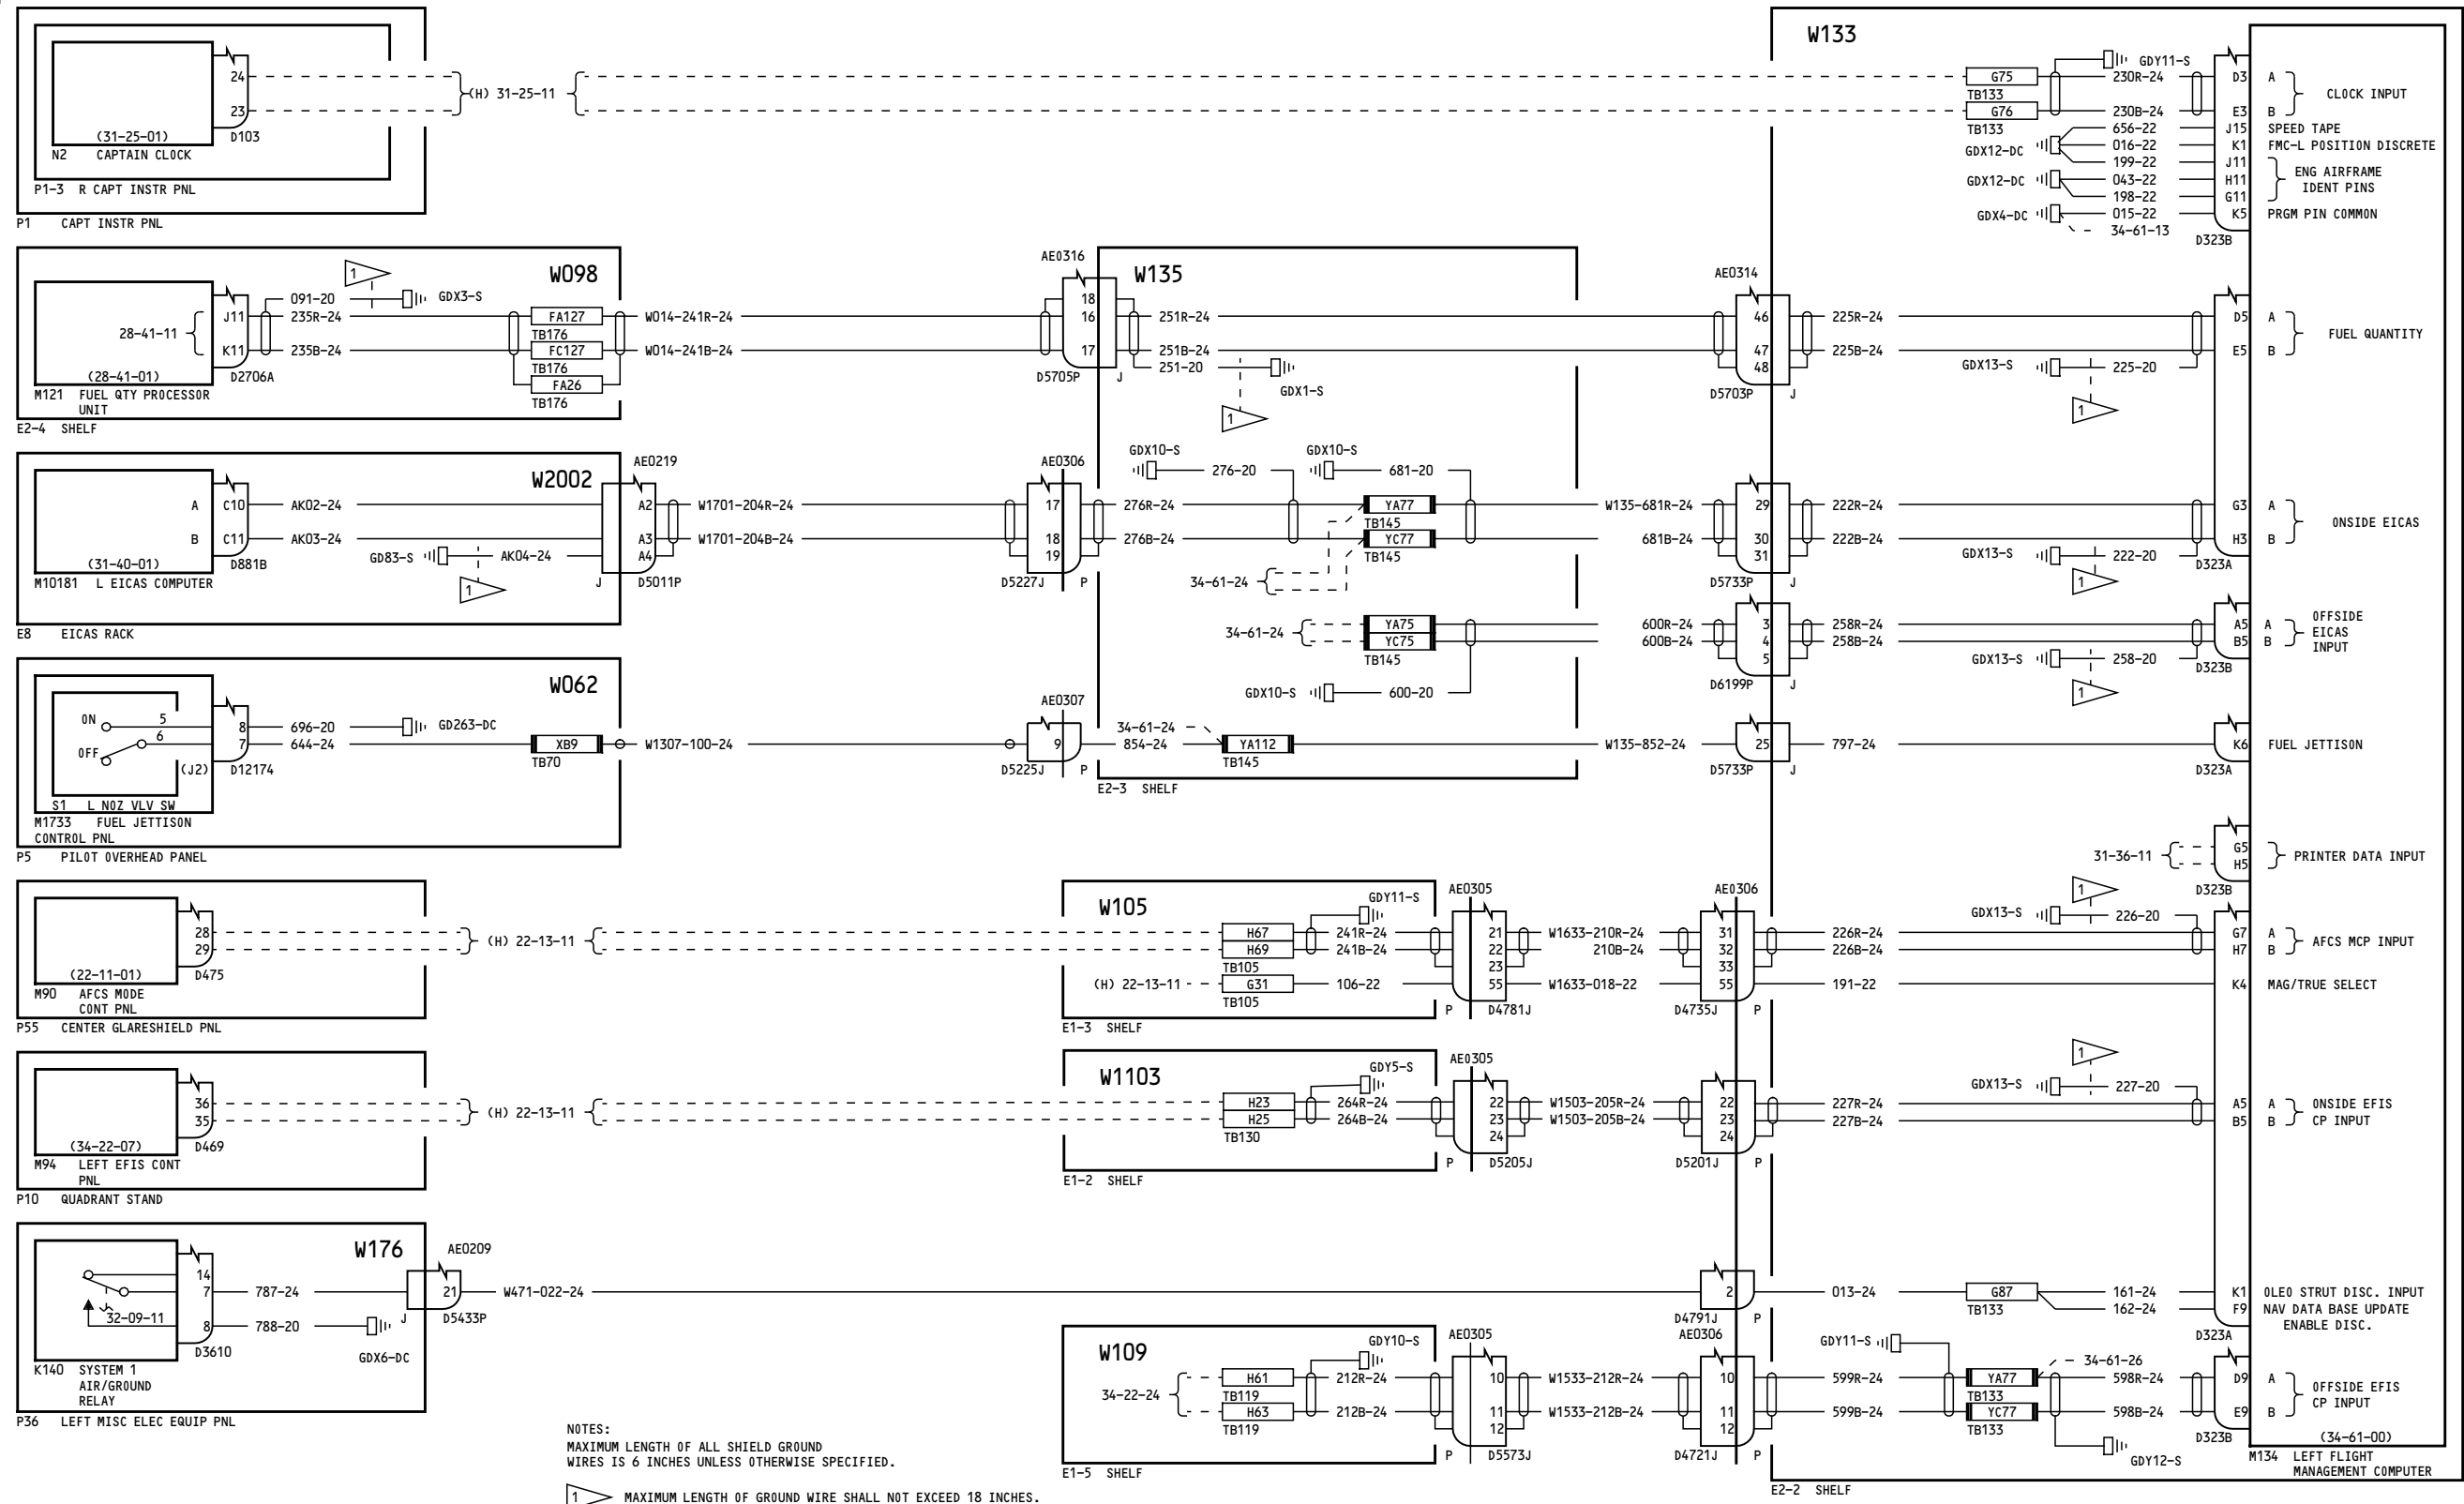 W133
24
23
(31-25-01)
D103
N2 CAPTAIN CLOCK
P1-3 R CAPT INSTR PNL
P1 CAPT INSTR PNL
(H) 31-25-11
G75
TB133
G76
TB133
GDY11-S
230R-24
230B-24
D3 A
E3 B
CLOCK INPUT
656-22
J15 SPEED TAPE
GDX12-DC
016-22
K1 FMC-L POSITION DISCRETE
199-22
J11
GDX12-DC
043-22
H11
198-22
G11
ENG AIRFRAME
IDENT PINS
GDX4-DC
015-22
K5 PRGM PIN COMMON
34-61-13
D323B
W098
1
091-20
GDX3-S
28-41-11
J11 235R-24
K11 235B-24
(28-41-01)
D2706A
M121 FUEL QTY PROCESSOR
UNIT
E2-4 SHELF
FA127
TB176
FC127
TB176
FA26
TB176
W014-241R-24
W014-241B-24
AE0316
18
16
17
D5705P J
W135
251R-24
251B-24
251-20
GDX1-S
1
AE0314
46
47
48
D5703P J
225R-24
225B-24
GDX13-S
225-20
1
D5 A
E5 B
FUEL QUANTITY
W2002
A C10 AK02-24
B C11 AK03-24
(31-40-01)
D881B
GD83-S
AK04-24
1
M10181 L EICAS COMPUTER
E8 EICAS RACK
AE0219
A2
A3
A4
J D5011P
W1701-204R-24
W1701-204B-24
AE0306
17
18
19
D5227J P
GDX10-S
276-20
GDX10-S
681-20
276R-24
276B-24
YA77
TB145
YC77
TB145
34-61-24
W135-681R-24
681B-24
29
30
31
D5733P J
222R-24
222B-24
GDX13-S
222-20
1
G3 A
H3 B
D323A
ONSIDE EICAS
34-61-24
YA75
YC75
TB145
GDX10-S
600-20
600R-24
600B-24
3
4
5
D6199P J
258R-24
258B-24
GDX13-S
258-20
1
A5 A
B5 B
D323B
OFFSIDE
EICAS
INPUT
W062
ON
5
6
OFF
(J2)
8 696-20
7 644-24
GD263-DC
D12174
S1 L NOZ VLV SW
M1733 FUEL JETTISON
CONTROL PNL
P5 PILOT OVERHEAD PANEL
XB9
TB70
W1307-100-24
AE0307
9
D5225J P
34-61-24
854-24
YA112
TB145
E2-3 SHELF
W135-852-24
25
D5733P J
797-24
K6 FUEL JETTISON
D323A
31-36-11
G5
H5
PRINTER DATA INPUT
D323B
28
29
(22-11-01)
D475
M90 AFCS MODE
CONT PNL
P55 CENTER GLARESHIELD PNL
(H) 22-13-11
W105
GDY11-S
H67
H69
TB105
241R-24
241B-24
(H) 22-13-11
G31
TB105
106-22
E1-3 SHELF
AE0305
21
22
23
55
P D4781J
W1633-210R-24
210B-24
W1633-018-22
AE0306
31
32
33
55
D4735J P
1
GDX13-S
226-20
226R-24
226B-24
191-22
G7 A
H7 B
AFCS MCP INPUT
K4 MAG/TRUE SELECT
36
35
(34-22-07)
D469
M94 LEFT EFIS CONT
PNL
P10 QUADRANT STAND
(H) 22-13-11
W1103
GDY5-S
H23
H25
TB130
264R-24
264B-24
E1-2 SHELF
AE0305
22
23
24
P D5205J
W1503-205R-24
W1503-205B-24
22
23
24
D5201J P
1
GDX13-S
227-20
227R-24
227B-24
A5 A
B5 B
ONSIDE EFIS
CP INPUT
W176
14
7 787-24
32-09-11
8 788-20
GDX6-DC
D3610
K140 SYSTEM 1
AIR/GROUND
RELAY
P36 LEFT MISC ELEC EQUIP PNL
AE0209
21
J D5433P
W471-022-24
2
D4791J P
013-24
G87
TB133
161-24
162-24
K1 OLEO STRUT DISC. INPUT
F9 NAV DATA BASE UPDATE
ENABLE DISC.
D323A
W109
GDY10-S
34-22-24
H61
TB119
H63
TB119
212R-24
212B-24
E1-5 SHELF
AE0305
10
11
12
P D5573J
W1533-212R-24
W1533-212B-24
AE0306
10
11
12
D4721J P
GDY11-S
599R-24
599B-24
YA77
TB133
YC77
TB133
34-61-26
598R-24
598B-24
GDY12-S
D9 A
E9 B
D323B
OFFSIDE EFIS
CP INPUT
(34-61-00)
M134 LEFT FLIGHT
MANAGEMENT COMPUTER
E2-2 SHELF
NOTES:
MAXIMUM LENGTH OF ALL SHIELD GROUND
WIRES IS 6 INCHES UNLESS OTHERWISE SPECIFIED.
1 MAXIMUM LENGTH OF GROUND WIRE SHALL NOT EXCEED 18 INCHES.